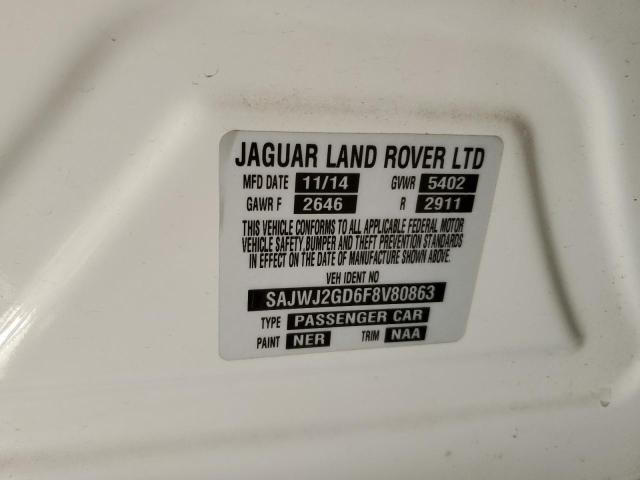 JAGUAR LAND ROVER LTD
MFD DATE 11/14 GVWR 5402
GAWR F 2646 R 2911
THIS VEHICLE CONFORMS TO ALL APPLICABLE FEDERAL MOTOR
VEHICLE SAFETY, BUMPER AND THEFT PREVENTION STANDARDS
IN EFFECT ON THE DATE OF MANUFACTURE SHOWN ABOVE.
VEH IDENT NO
SAJWJ2GD6F8V80863
TYPE PASSENGER CAR
PAINT NER TRIM NAA